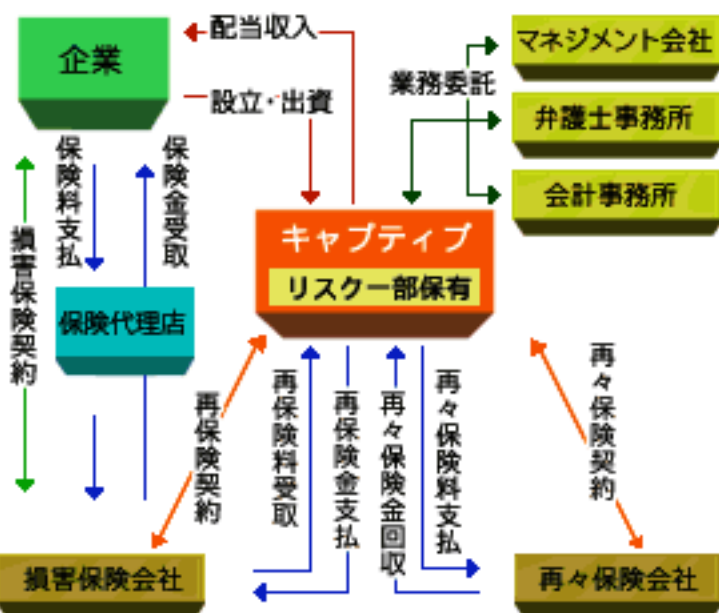 企業
配当収入
設立・出資
マネジメント会社
業務委託
弁護士事務所
会計事務所
保険料支払
保険金受取
損害保険契約
キャプティブ
リスク一部保有
保険代理店
再保険契約
再保険料受取
再保険金支払
再々保険金回収
再々保険料支払
再々保険契約
損害保険会社
再々保険会社